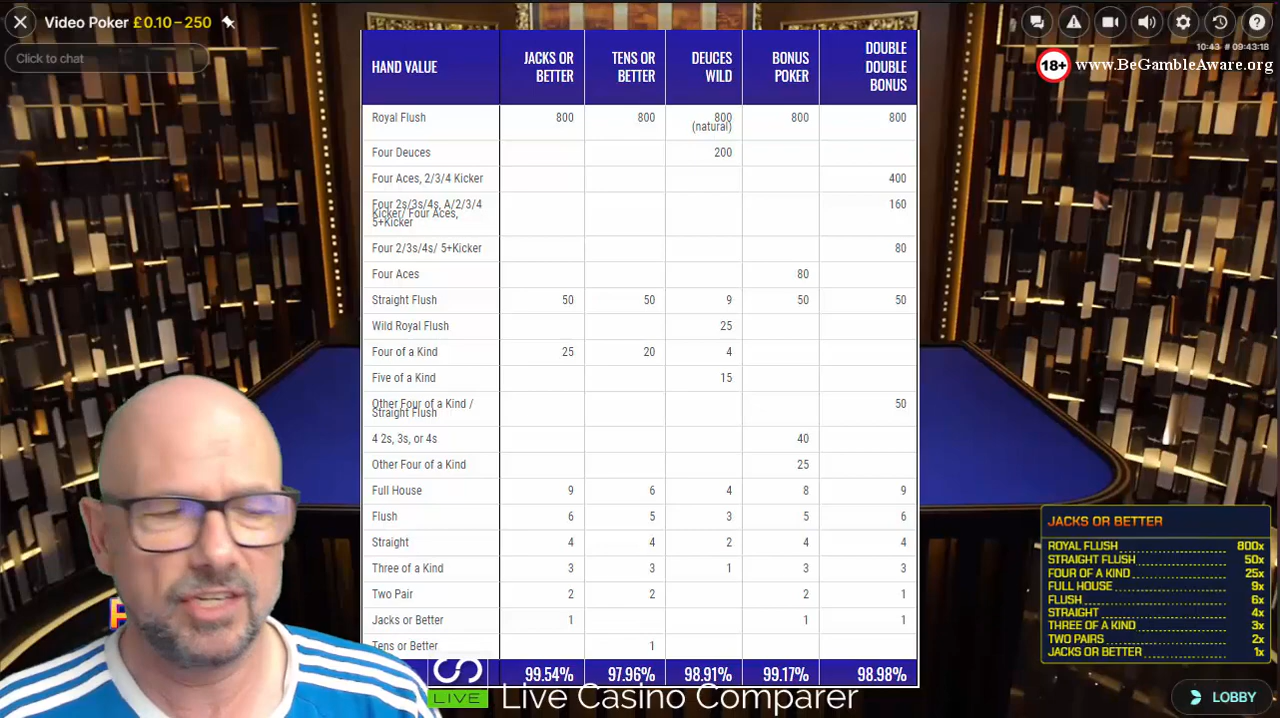 Video Poker £0.10 – 250
Click to chat
10:43 # 09:43:18
18+ www.BeGambleAware.org
HAND VALUE JACKS OR BETTER TENS OR BETTER DEUCES WILD BONUS POKER DOUBLE DOUBLE BONUS
Royal Flush 800 800 800 (natural) 800 800
Four Deuces 200
Four Aces, 2/3/4 Kicker 400
Four 2s/3s/4s, A/2/3/4 160
Kicker/ Four Aces,
5+Kicker
Four 2/3s/4s/ 5+Kicker 80
Four Aces 80
Straight Flush 50 50 9 50 50
Wild Royal Flush 25
Four of a Kind 25 20 4
Five of a Kind 15
Other Four of a Kind / 50
Straight Flush
4 2s, 3s, or 4s 40
Other Four of a Kind 25
Full House 9 6 4 8 9
Flush 6 5 3 5 6
Straight 4 4 2 4 4
Three of a Kind 3 3 1 3 3
Two Pair 2 2 2 1
Jacks or Better 1 1 1
Tens or Better 1
99.54% 97.96% 98.91% 99.17% 98.98%
LIVE Live Casino Comparer
JACKS OR BETTER
ROYAL FLUSH 800x
STRAIGHT FLUSH 50x
FOUR OF A KIND 25x
FULL HOUSE 9x
FLUSH 6x
STRAIGHT 4x
THREE OF A KIND 3x
TWO PAIRS 2x
JACKS OR BETTER 1x
LOBBY